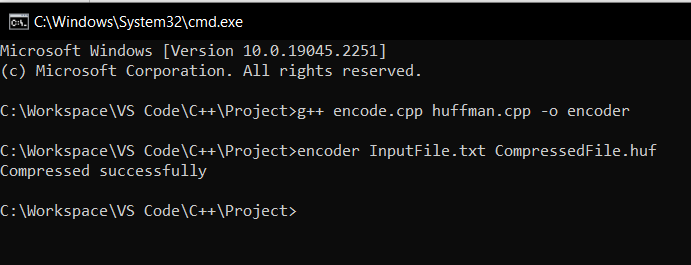 C:\Windows\System32\cmd.exe
Microsoft Windows [Version 10.0.19045.2251]
(c) Microsoft Corporation. All rights reserved.
C:\Workspace\VS Code\C++\Project>g++ encode.cpp huffman.cpp -o encoder
C:\Workspace\VS Code\C++\Project>encoder InputFile.txt CompressedFile.huf
Compressed successfully
C:\Workspace\VS Code\C++\Project>